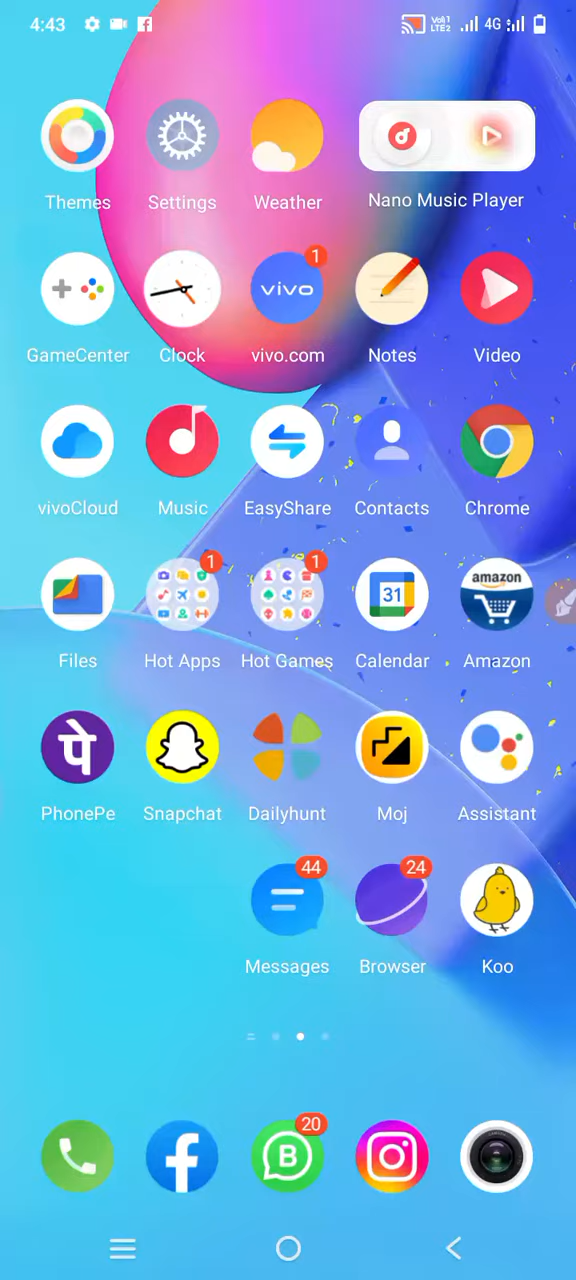 4:43 VoI1 LTE2 4G
Themes Settings Weather Nano Music Player
1
vivo
GameCenter Clock vivo.com Notes Video
vivoCloud Music EasyShare Contacts Chrome
1 1
31 amazon
Files Hot Apps Hot Games Calendar Amazon
पे
PhonePe Snapchat Dailyhunt Moj Assistant
44 24
Messages Browser Koo
20
f B